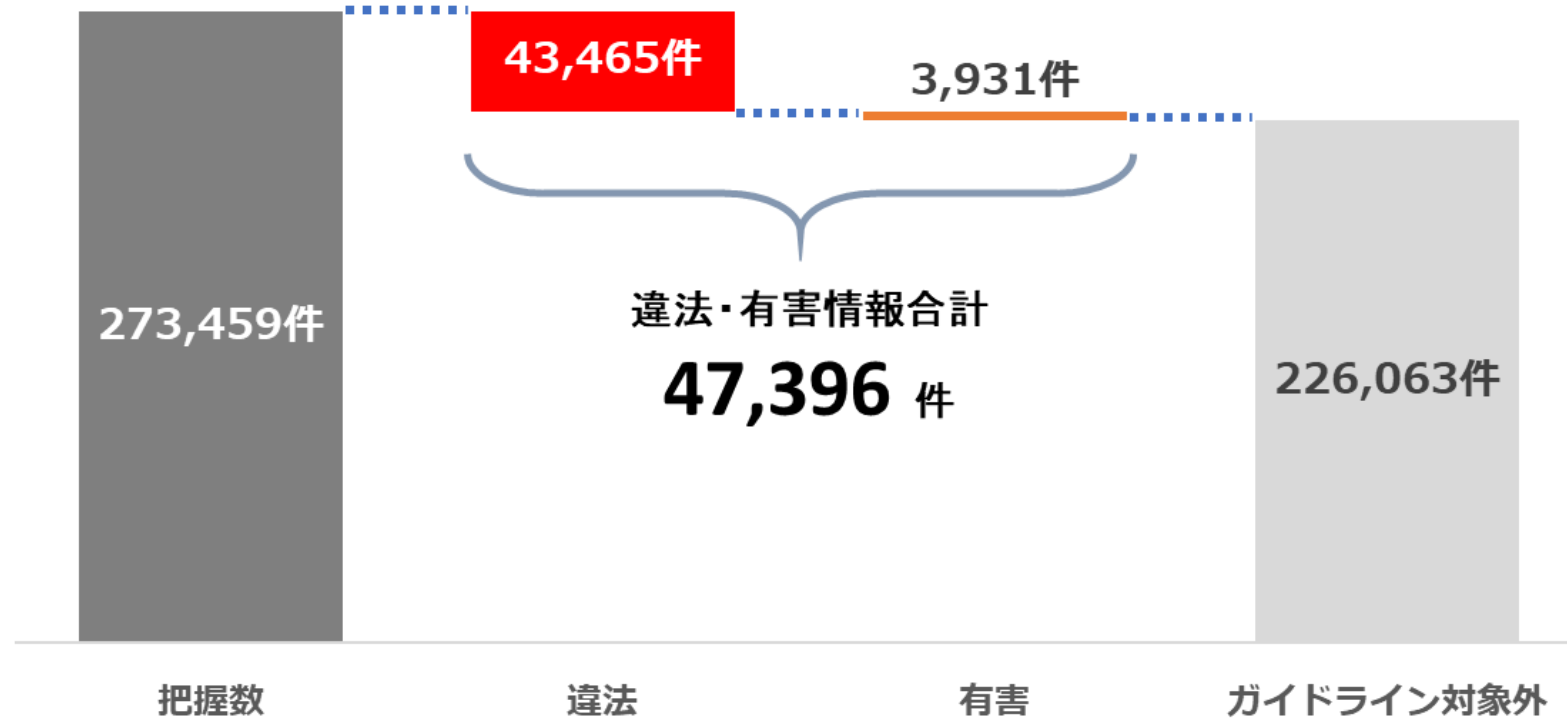 43,465件
3,931件
273,459件
違法・有害情報合計
47,396 件
226,063件
把握数
違法
有害
ガイドライン対象外